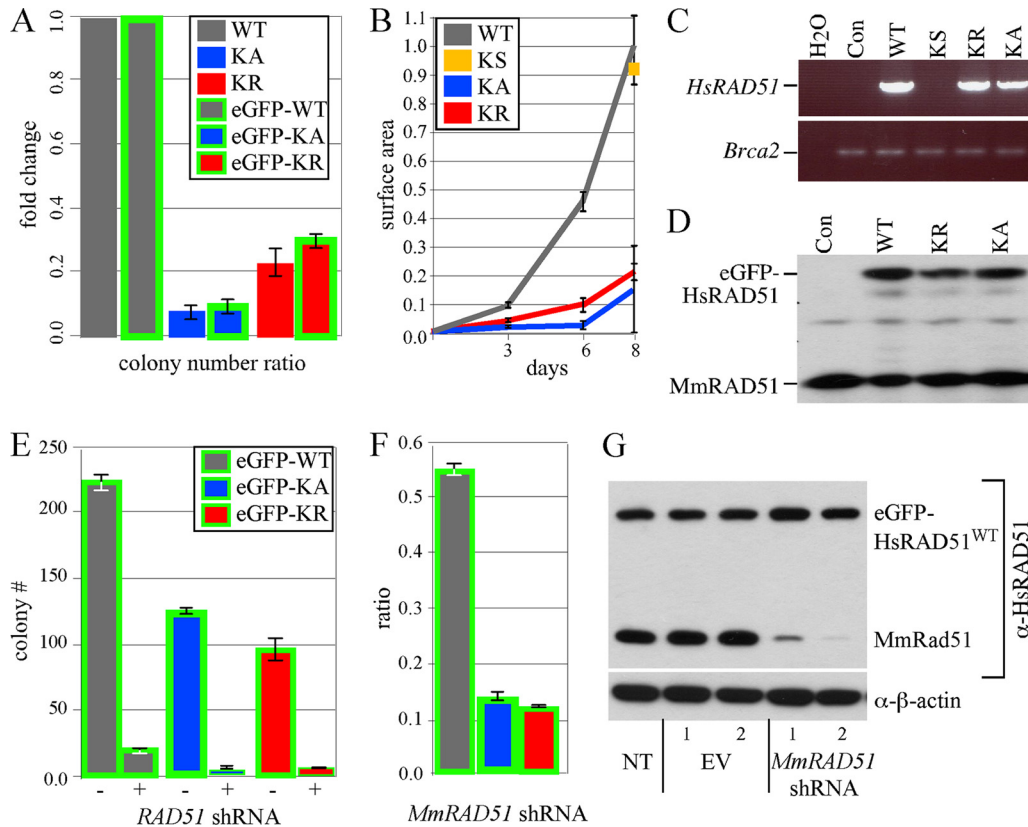 A
fold change
1.0
0.8
0.6
0.4
0.2
0.0
WT
KA
KR
eGFP-WT
eGFP-KA
eGFP-KR
colony number ratio
B
surface area
1.1
1.0
0.9
0.8
0.7
0.6
0.5
0.4
0.3
0.2
0.1
0.0
WT
KS
KA
KR
3 6 8
days
C
H2O Con WT KS KR KA
HsRAD51
Brca2
D
Con WT KR KA
eGFP-
HsRAD51
MmRAD51
E
colony #
250
200
150
100
50
0.0
eGFP-WT
eGFP-KA
eGFP-KR
- + - + - +
RAD51 shRNA
F
ratio
0.6
0.5
0.4
0.3
0.2
0.1
0.0
MmRAD51 shRNA
G
eGFP-
HsRAD51WT
MmRad51
α-HsRAD51
α-β-actin
1 2 1 2
NT EV MmRAD51
shRNA